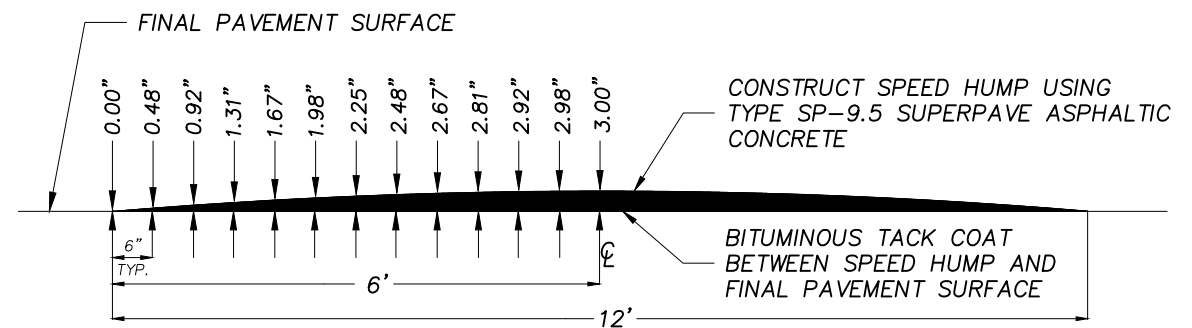 FINAL PAVEMENT SURFACE
0.00"
0.48"
0.92"
1.31"
1.67"
1.98"
2.25"
2.48"
2.67"
2.81"
2.92"
2.98"
3.00"
CONSTRUCT SPEED HUMP USING
TYPE SP-9.5 SUPERPAVE ASPHALTIC
CONCRETE
6"
TYP.
℄
BITUMINOUS TACK COAT
BETWEEN SPEED HUMP AND
FINAL PAVEMENT SURFACE
6'
12'